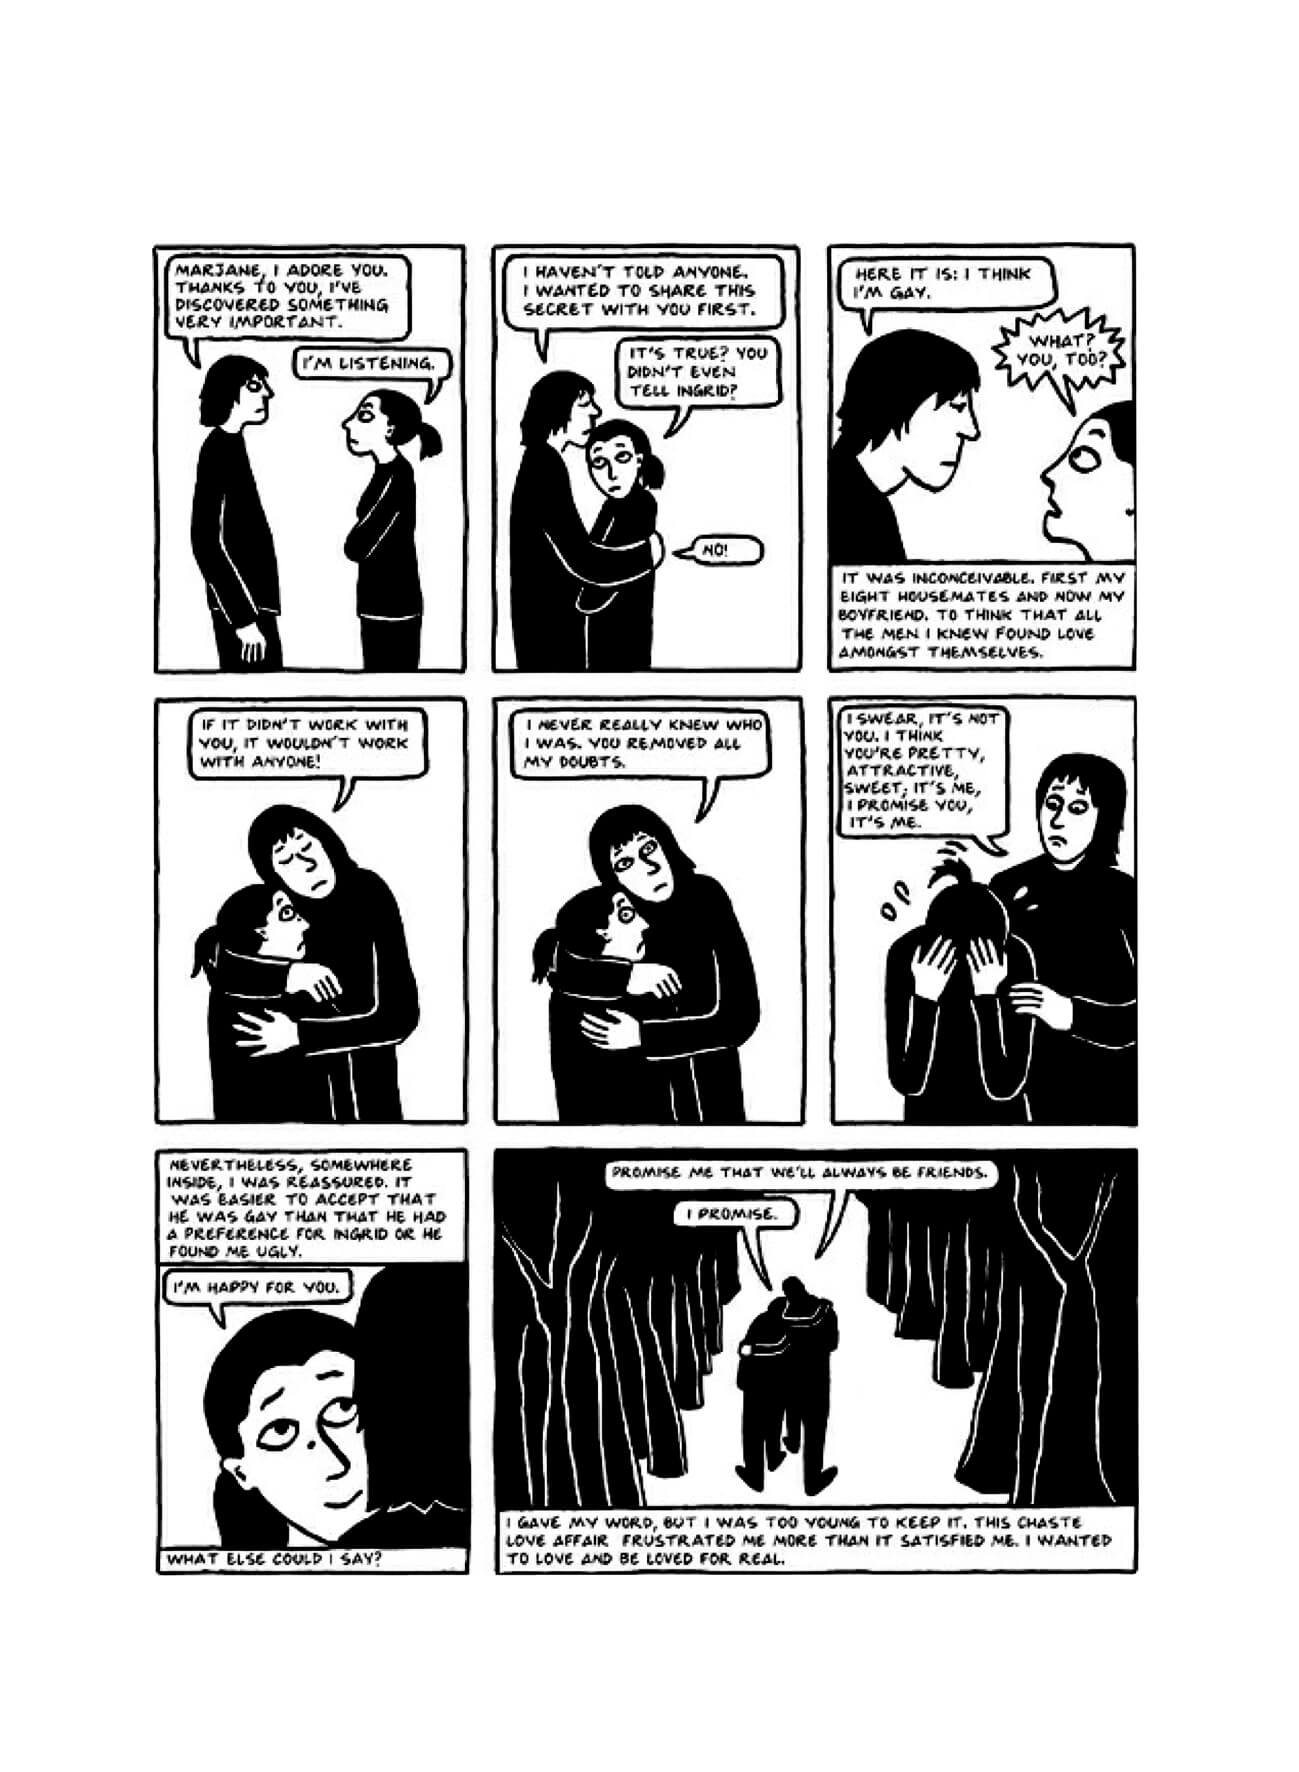 MARJANE, I ADORE YOU.
THANKS TO YOU, I'VE
DISCOVERED SOMETHING
VERY IMPORTANT.
I'M LISTENING.
I HAVEN'T TOLD ANYONE.
I WANTED TO SHARE THIS
SECRET WITH YOU FIRST.
IT'S TRUE? YOU
DIDN'T EVEN
TELL INGRID?
NO!
HERE IT IS: I THINK
I'M GAY.
WHAT?
YOU, TOO?
IT WAS INCONCEIVABLE. FIRST MY
EIGHT HOUSEMATES AND NOW MY
BOYFRIEND. TO THINK THAT ALL
THE MEN I KNEW FOUND LOVE
AMONGST THEMSELVES.
IF IT DIDN'T WORK WITH
YOU, IT WOULDN'T WORK
WITH ANYONE!
I NEVER REALLY KNEW WHO
I WAS. YOU REMOVED ALL
MY DOUBTS.
I SWEAR, IT'S NOT
YOU. I THINK
YOU'RE PRETTY,
ATTRACTIVE,
SWEET; IT'S ME,
I PROMISE YOU,
IT'S ME.
NEVERTHELESS, SOMEWHERE
INSIDE, I WAS REASSURED. IT
WAS EASIER TO ACCEPT THAT
HE WAS GAY THAN THAT HE HAD
A PREFERENCE FOR INGRID OR HE
FOUND ME UGLY.
I'M HAPPY FOR YOU.
WHAT ELSE COULD I SAY?
PROMISE ME THAT WE'LL ALWAYS BE FRIENDS.
I PROMISE.
I GAVE MY WORD, BUT I WAS TOO YOUNG TO KEEP IT. THIS CHASTE
LOVE AFFAIR FRUSTRATED ME MORE THAN IT SATISFIED ME. I WANTED
TO LOVE AND BE LOVED FOR REAL.